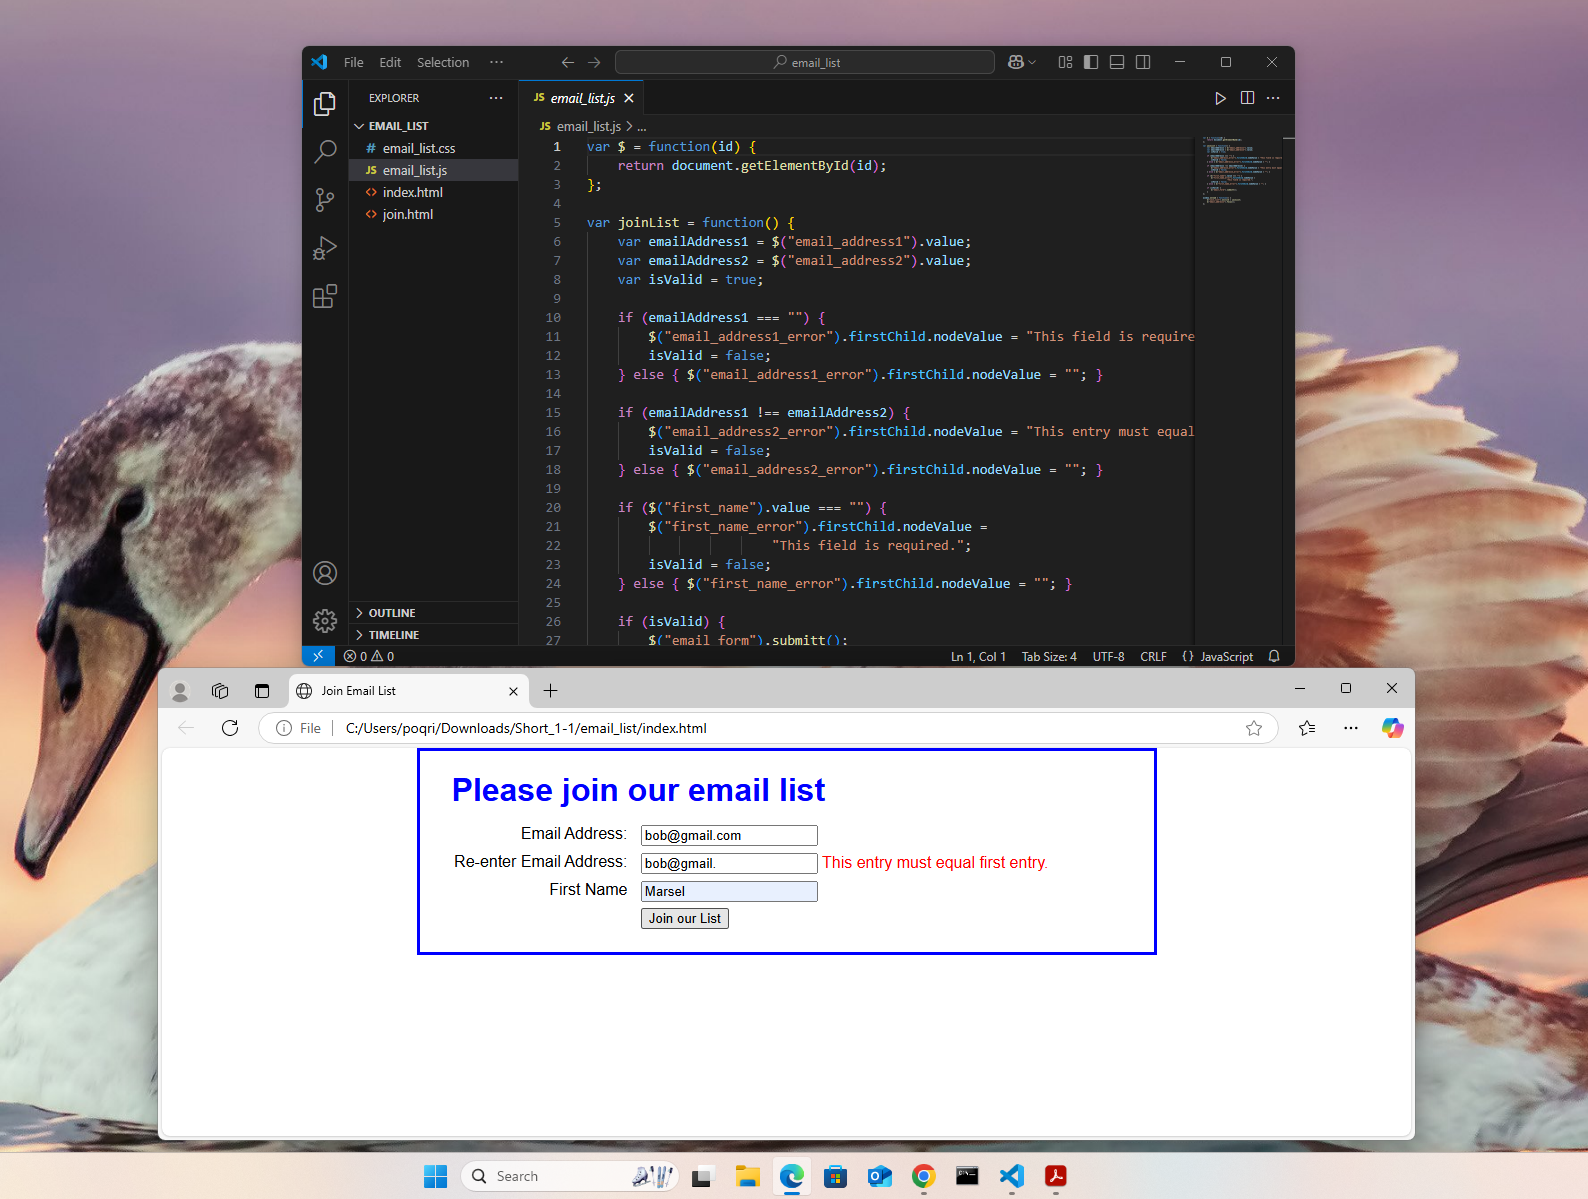 File Edit Selection ··· email_list
EXPLORER ···
EMAIL_LIST
# email_list.css
JS email_list.js
<> index.html
<> join.html
OUTLINE
TIMELINE
JS email_list.js
JS email_list.js > ...
1 var $ = function(id) {
2 return document.getElementById(id);
3 };
4
5 var joinList = function() {
6 var emailAddress1 = $("email_address1").value;
7 var emailAddress2 = $("email_address2").value;
8 var isValid = true;
9
10 if (emailAddress1 === "") {
11 $("email_address1_error").firstChild.nodeValue = "This field is require
12 isValid = false;
13 } else { $("email_address1_error").firstChild.nodeValue = ""; }
14
15 if (emailAddress1 !== emailAddress2) {
16 $("email_address2_error").firstChild.nodeValue = "This entry must equal
17 isValid = false;
18 } else { $("email_address2_error").firstChild.nodeValue = ""; }
19
20 if ($("first_name").value === "") {
21 $("first_name_error").firstChild.nodeValue =
22 "This field is required.";
23 isValid = false;
24 } else { $("first_name_error").firstChild.nodeValue = ""; }
25
26 if (isValid) {
27 $("email_form").submitt();
0 0 Ln 1, Col 1 Tab Size: 4 UTF-8 CRLF {} JavaScript
Join Email List
File C:/Users/poqri/Downloads/Short_1-1/email_list/index.html
Please join our email list
Email Address: bob@gmail.com
Re-enter Email Address: bob@gmail. This entry must equal first entry.
First Name Marsel
Join our List
Search